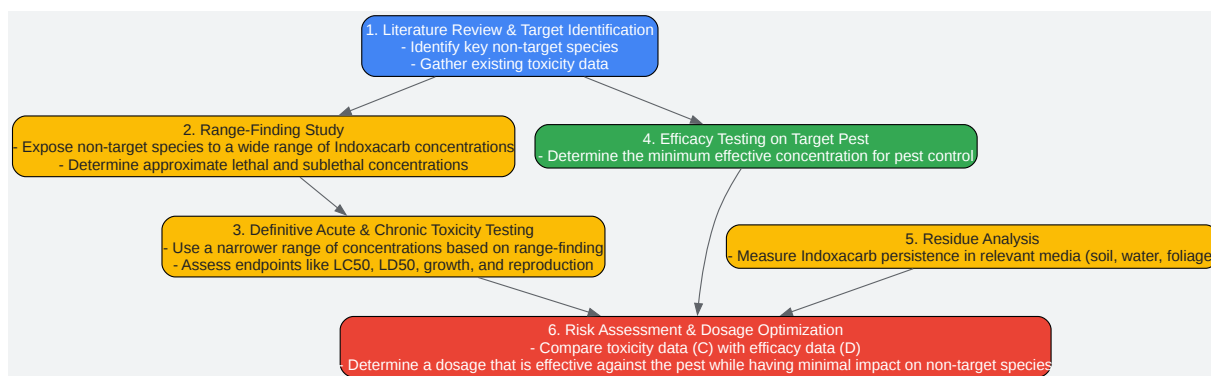 1. Literature Review & Target Identification
- Identify key non-target species
- Gather existing toxicity data
2. Range-Finding Study
- Expose non-target species to a wide range of Indoxacarb concentrations
- Determine approximate lethal and sublethal concentrations
4. Efficacy Testing on Target Pest
- Determine the minimum effective concentration for pest control
3. Definitive Acute & Chronic Toxicity Testing
- Use a narrower range of concentrations based on range-finding
- Assess endpoints like LC50, LD50, growth, and reproduction
5. Residue Analysis
- Measure Indoxacarb persistence in relevant media (soil, water, foliage
6. Risk Assessment & Dosage Optimization
- Compare toxicity data (C) with efficacy data (D)
- Determine a dosage that is effective against the pest while having minimal impact on non-target species